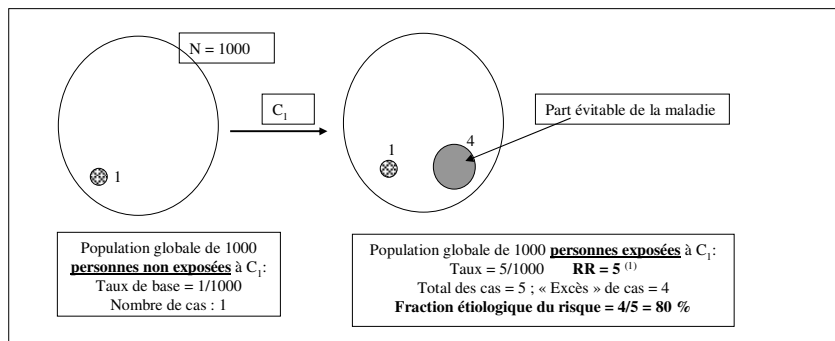 N = 1000
C₁
Part évitable de la maladie
1
1
4
Population globale de 1000
personnes non exposées à C₁:
Taux de base = 1/1000
Nombre de cas : 1
Population globale de 1000 personnes exposées à C₁:
Taux = 5/1000 RR = 5 ⁽¹⁾
Total des cas = 5 ; « Excès » de cas = 4
Fraction étiologique du risque = 4/5 = 80 %